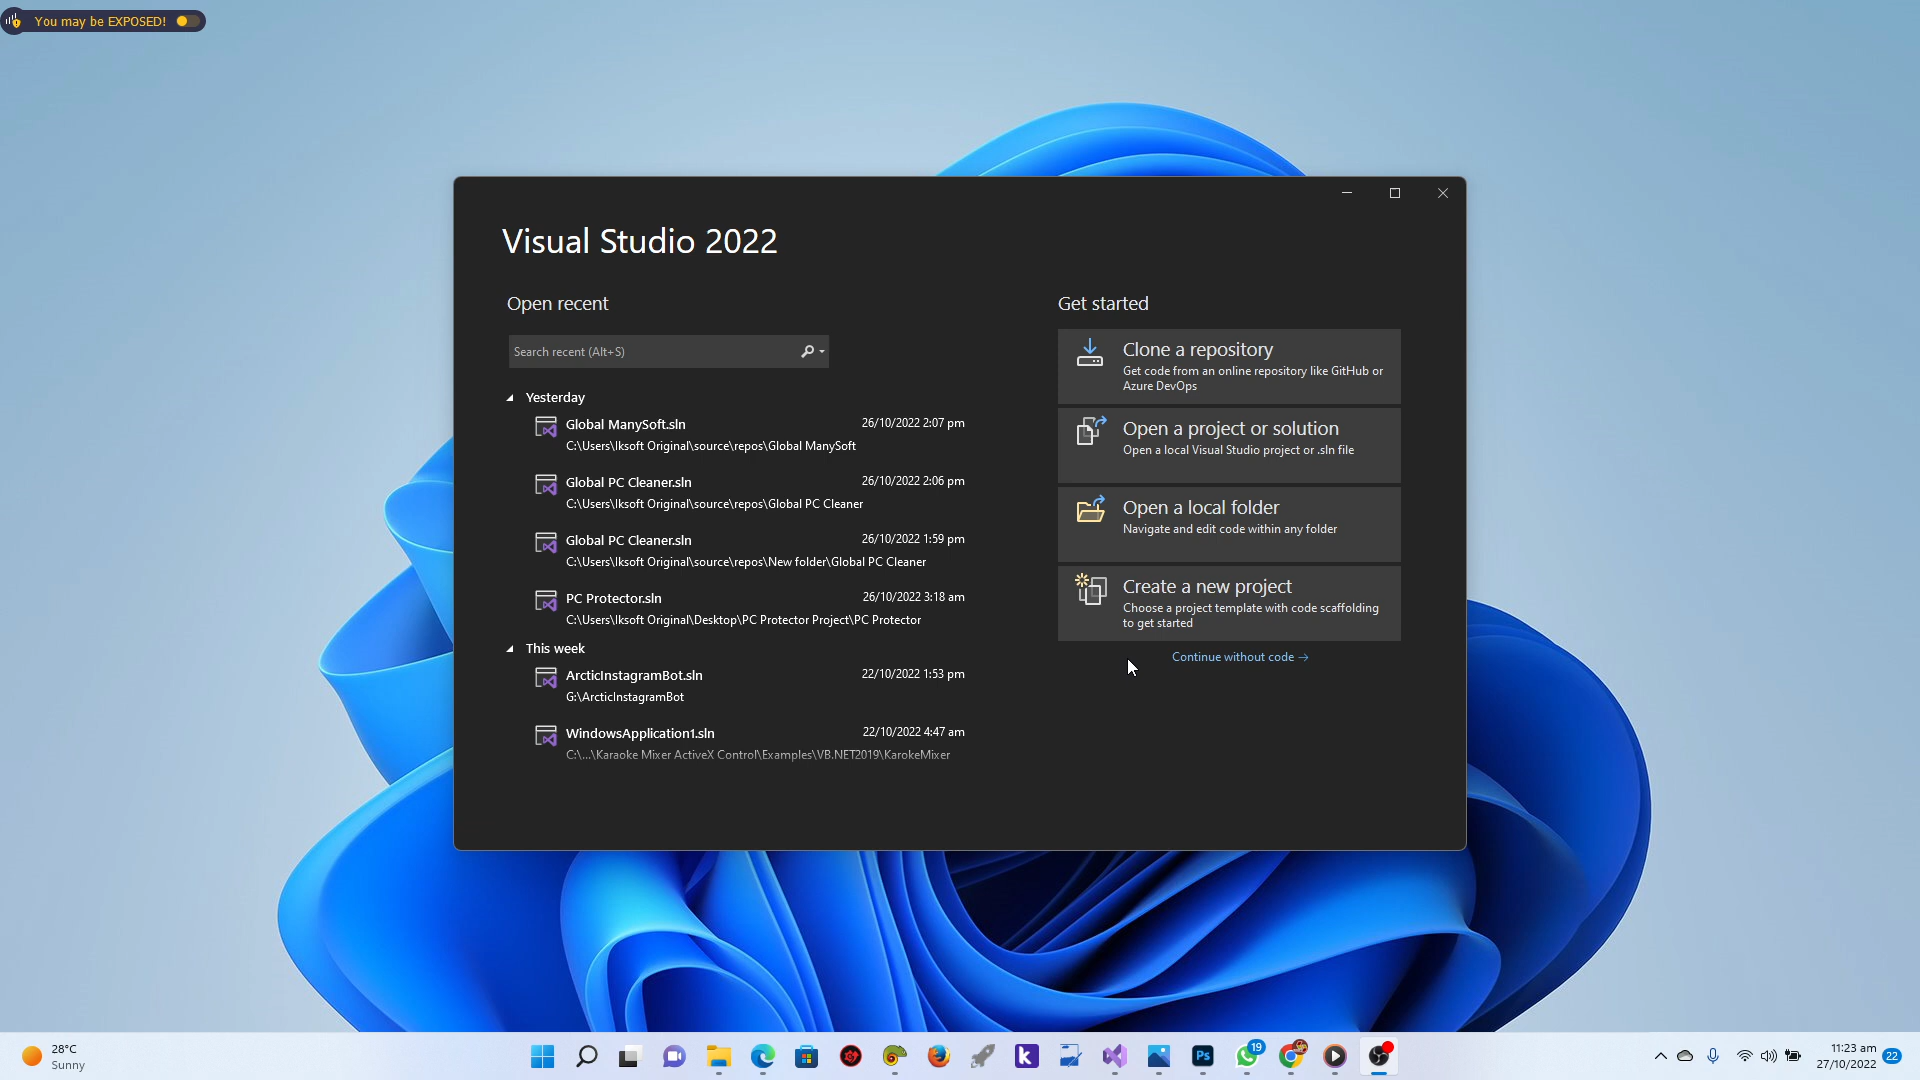 You may be EXPOSED!
Visual Studio 2022
Open recent
Search recent (Alt+S)
Yesterday
Global ManySoft.sln 26/10/2022 2:07 pm
C:\Users\Iksoft Original\source\repos\Global ManySoft
Global PC Cleaner.sln 26/10/2022 2:06 pm
C:\Users\Iksoft Original\source\repos\Global PC Cleaner
Global PC Cleaner.sln 26/10/2022 1:59 pm
C:\Users\Iksoft Original\source\repos\New folder\Global PC Cleaner
PC Protector.sln 26/10/2022 3:18 am
C:\Users\Iksoft Original\Desktop\PC Protector Project\PC Protector
This week
ArcticInstagramBot.sln 22/10/2022 1:53 pm
G:\ArcticInstagramBot
WindowsApplication1.sln 22/10/2022 4:47 am
C:\...\Karaoke Mixer ActiveX Control\Examples\VB.NET2019\KarokeMixer
Get started
Clone a repository
Get code from an online repository like GitHub or
Azure DevOps
Open a project or solution
Open a local Visual Studio project or .sln file
Open a local folder
Navigate and edit code within any folder
Create a new project
Choose a project template with code scaffolding
to get started
Continue without code →
28°C
Sunny
k
Ps
19
11:23 am
27/10/2022
22